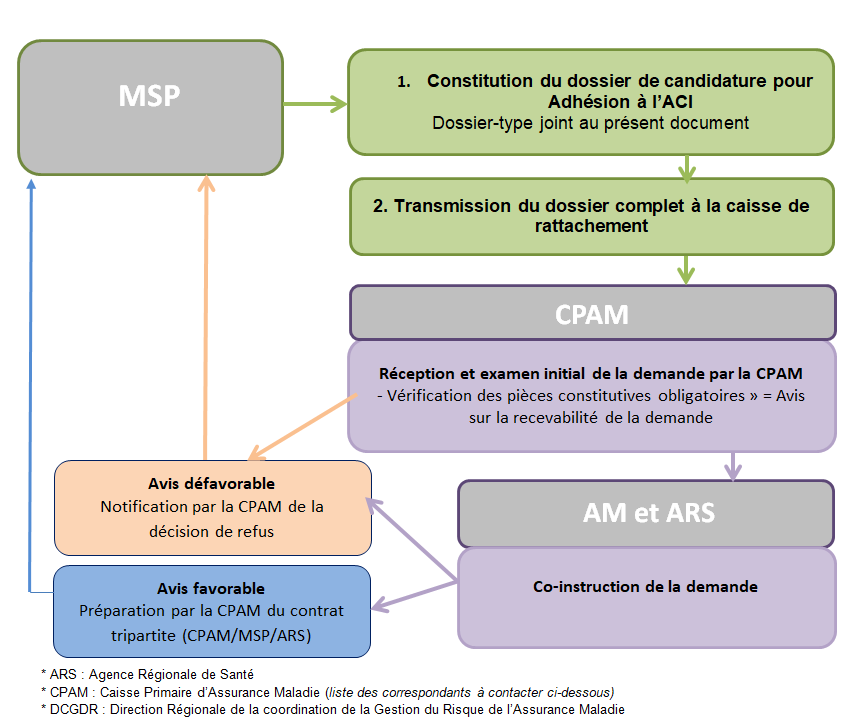 MSP
1. Constitution du dossier de candidature pour
Adhésion à l'ACI
Dossier-type joint au présent document
2. Transmission du dossier complet à la caisse de
rattachement
CPAM
Réception et examen initial de la demande par la CPAM
- Vérification des pièces constitutives obligatoires » = Avis
sur la recevabilité de la demande
Avis défavorable
Notification par la CPAM de la
décision de refus
AM et ARS
Co-instruction de la demande
Avis favorable
Préparation par la CPAM du contrat
tripartite (CPAM/MSP/ARS)
* ARS : Agence Régionale de Santé
* CPAM : Caisse Primaire d'Assurance Maladie (liste des correspondants à contacter ci-dessous)
* DCGDR : Direction Régionale de la coordination de la Gestion du Risque de l'Assurance Maladie